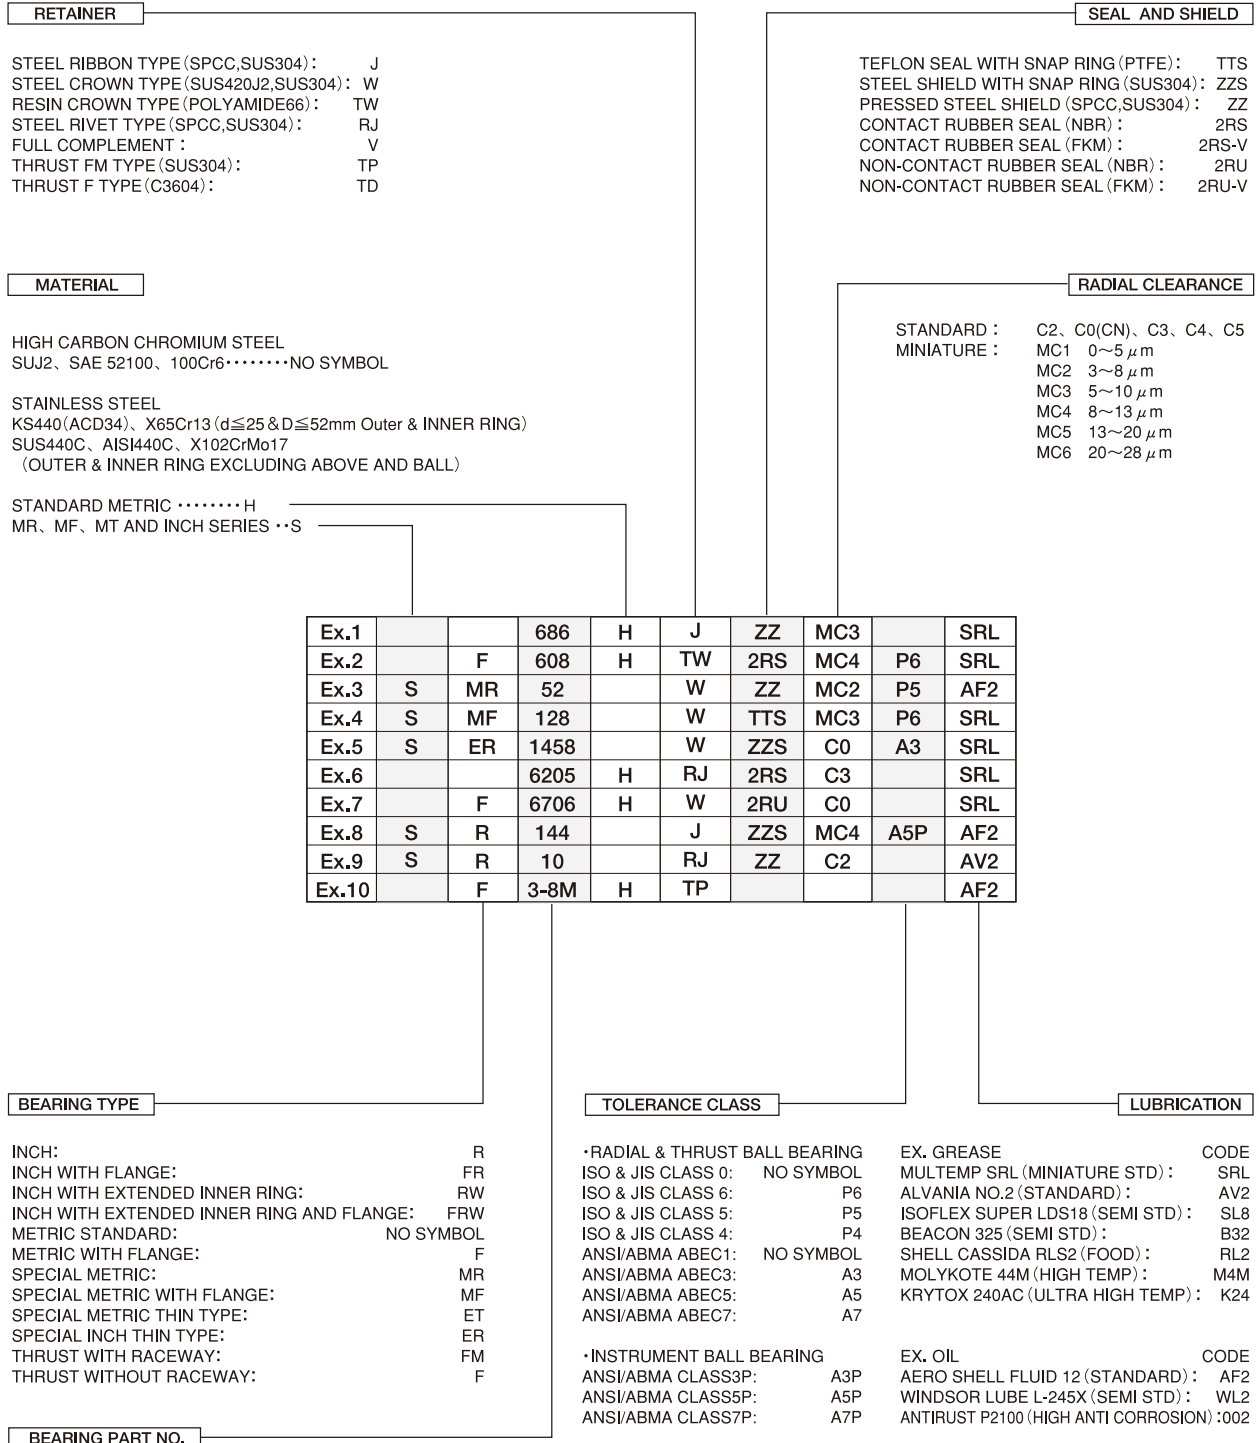 RETAINER
STEEL RIBBON TYPE(SPCC,SUS304): J
STEEL CROWN TYPE(SUS420J2,SUS304): W
RESIN CROWN TYPE(POLYAMIDE66): TW
STEEL RIVET TYPE(SPCC,SUS304): RJ
FULL COMPLEMENT : V
THRUST FM TYPE(SUS304): TP
THRUST F TYPE(C3604): TD
SEAL AND SHIELD
TEFLON SEAL WITH SNAP RING(PTFE): TTS
STEEL SHIELD WITH SNAP RING(SUS304): ZZS
PRESSED STEEL SHIELD(SPCC,SUS304): ZZ
CONTACT RUBBER SEAL(NBR): 2RS
CONTACT RUBBER SEAL(FKM): 2RS-V
NON-CONTACT RUBBER SEAL(NBR): 2RU
NON-CONTACT RUBBER SEAL(FKM): 2RU-V
MATERIAL
HIGH CARBON CHROMIUM STEEL
SUJ2、SAE 52100、100Cr6········NO SYMBOL
STAINLESS STEEL
KS440(ACD34)、X65Cr13(d≦25&D≦52mm Outer & INNER RING)
SUS440C、AISI440C、X102CrMo17
(OUTER & INNER RING EXCLUDING ABOVE AND BALL)
STANDARD METRIC ········H
MR、MF、MT AND INCH SERIES ··S
RADIAL CLEARANCE
STANDARD : C2、C0(CN)、C3、C4、C5
MINIATURE : MC1 0~5μm
MC2 3~8μm
MC3 5~10μm
MC4 8~13μm
MC5 13~20μm
MC6 20~28μm
Ex.1 686 H J ZZ MC3 SRL
Ex.2 F 608 H TW 2RS MC4 P6 SRL
Ex.3 S MR 52 W ZZ MC2 P5 AF2
Ex.4 S MF 128 W TTS MC3 P6 SRL
Ex.5 S ER 1458 W ZZS C0 A3 SRL
Ex.6 6205 H RJ 2RS C3 SRL
Ex.7 F 6706 H W 2RU C0 SRL
Ex.8 S R 144 J ZZS MC4 A5P AF2
Ex.9 S R 10 RJ ZZ C2 AV2
Ex.10 F 3-8M H TP AF2
BEARING TYPE
INCH: R
INCH WITH FLANGE: FR
INCH WITH EXTENDED INNER RING: RW
INCH WITH EXTENDED INNER RING AND FLANGE: FRW
METRIC STANDARD: NO SYMBOL
METRIC WITH FLANGE: F
SPECIAL METRIC: MR
SPECIAL METRIC WITH FLANGE: MF
SPECIAL METRIC THIN TYPE: ET
SPECIAL INCH THIN TYPE: ER
THRUST WITH RACEWAY: FM
THRUST WITHOUT RACEWAY: F
BEARING PART NO.
TOLERANCE CLASS
·RADIAL & THRUST BALL BEARING
ISO & JIS CLASS 0: NO SYMBOL
ISO & JIS CLASS 6: P6
ISO & JIS CLASS 5: P5
ISO & JIS CLASS 4: P4
ANSI/ABMA ABEC1: NO SYMBOL
ANSI/ABMA ABEC3: A3
ANSI/ABMA ABEC5: A5
ANSI/ABMA ABEC7: A7
·INSTRUMENT BALL BEARING
ANSI/ABMA CLASS3P: A3P
ANSI/ABMA CLASS5P: A5P
ANSI/ABMA CLASS7P: A7P
LUBRICATION
EX. GREASE CODE
MULTEMP SRL(MINIATURE STD): SRL
ALVANIA NO.2(STANDARD): AV2
ISOFLEX SUPER LDS18(SEMI STD): SL8
BEACON 325(SEMI STD): B32
SHELL CASSIDA RLS2(FOOD): RL2
MOLYKOTE 44M(HIGH TEMP): M4M
KRYTOX 240AC(ULTRA HIGH TEMP): K24
EX. OIL CODE
AERO SHELL FLUID 12(STANDARD): AF2
WINDSOR LUBE L-245X(SEMI STD): WL2
ANTIRUST P2100(HIGH ANTI CORROSION):002